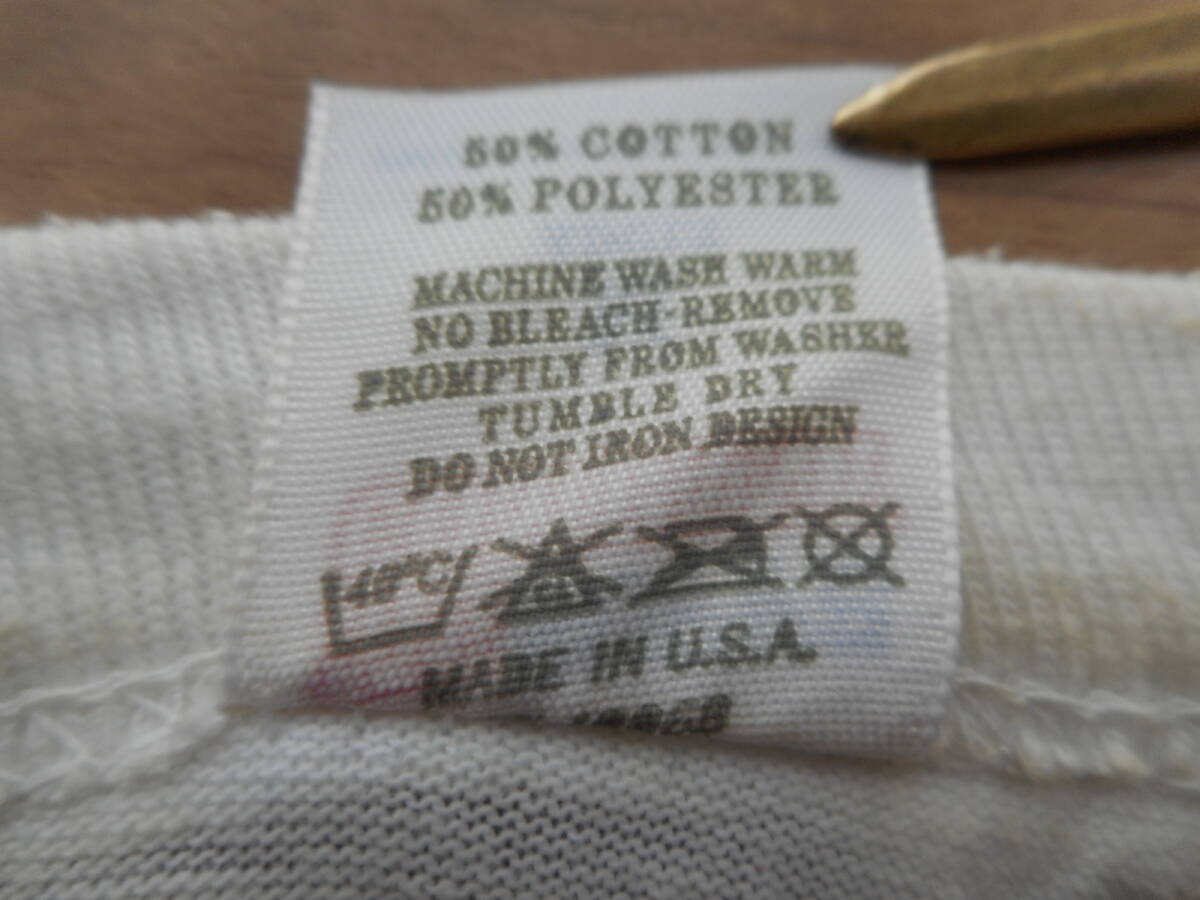 50% COTTON
50% POLYESTER
MACHINE WASH WARM
NO BLEACH-REMOVE
PROMPTLY FROM WASHER
TUMBLE DRY
DO NOT IRON DESIGN
40°C
MADE IN U.S.A.